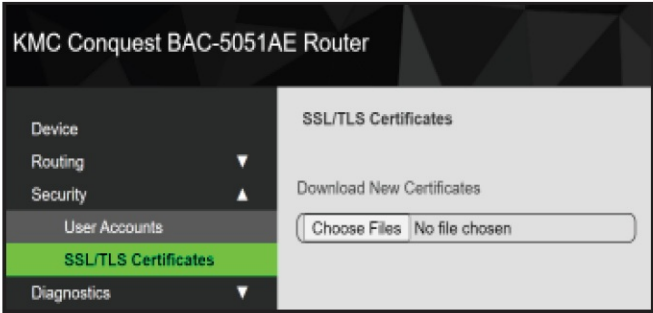 KMC Conquest BAC-5051AE Router
Device
Routing ▼
Security ▲
User Accounts
SSL/TLS Certificates
Diagnostics ▼
SSL/TLS Certificates
Download New Certificates
Choose Files No file chosen